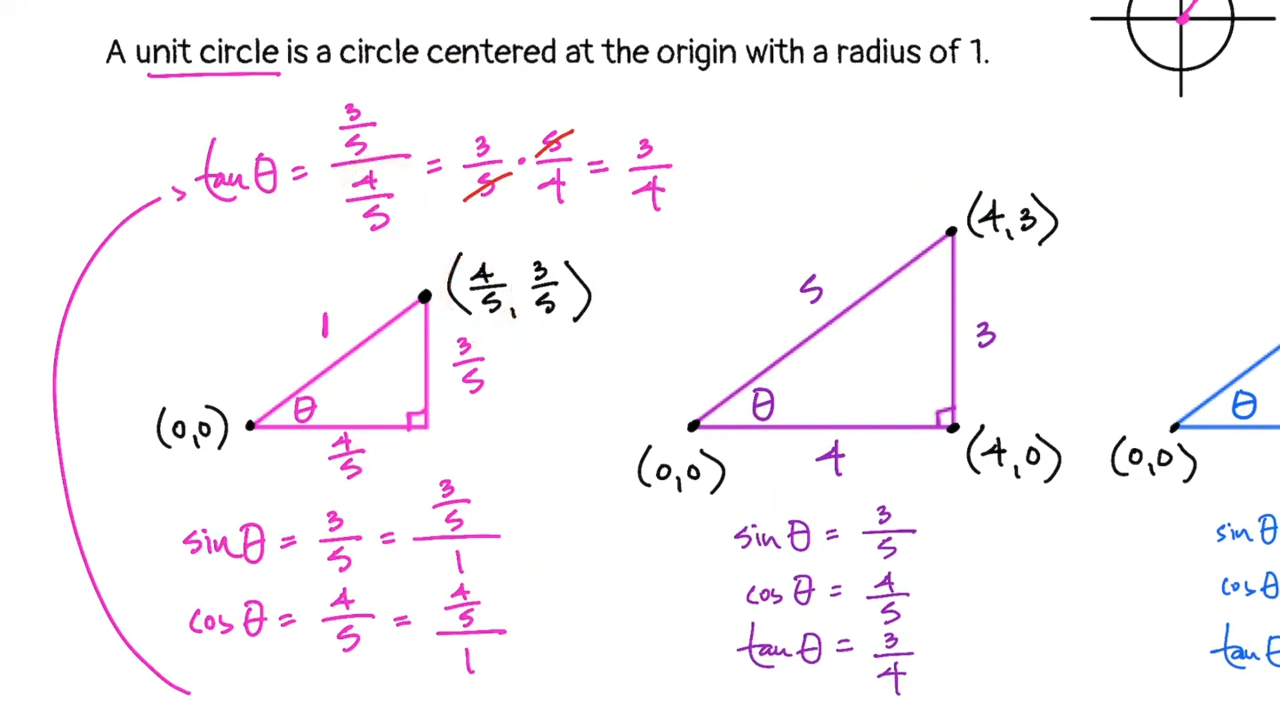 A unit circle is a circle centered at the origin with a radius of 1.
tan θ = (3/5)/(4/5) = 3/5 · 5/4 = 3/4
(4/5, 3/5)
1
3/5
θ
(0,0)
4/5
sin θ = 3/5 = (3/5)/1
cos θ = 4/5 = (4/5)/1
(4,3)
5
3
θ
(0,0)
4
(4,0)
sin θ = 3/5
cos θ = 4/5
tan θ = 3/4
θ
(0,0)
sin θ
cos θ
tan θ